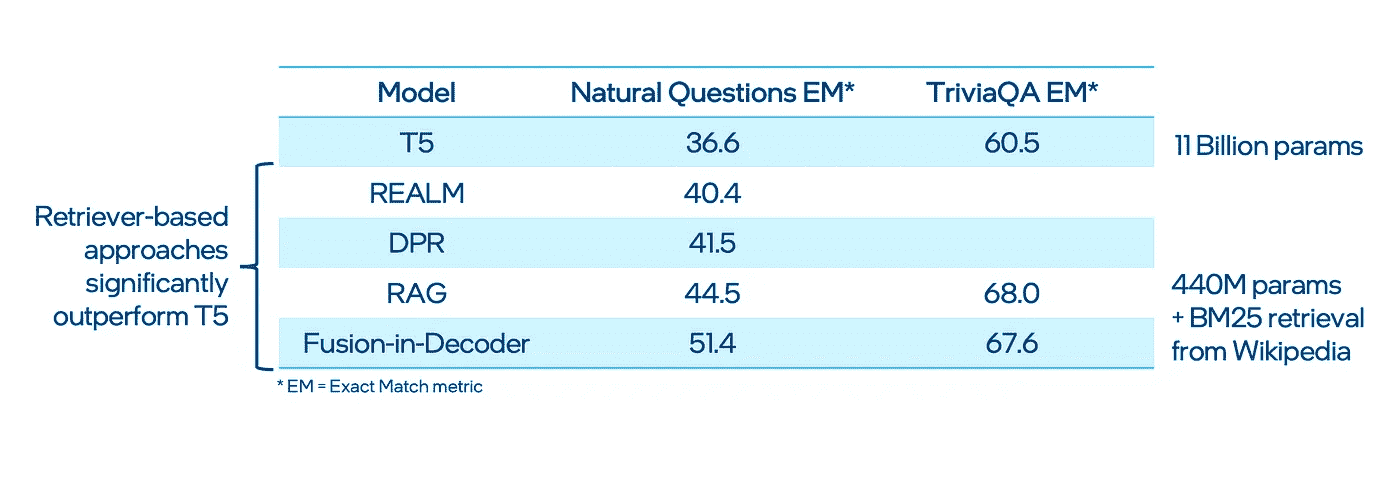 Model Natural Questions EM* TriviaQA EM*
T5 36.6 60.5 11 Billion params
REALM 40.4
DPR 41.5
RAG 44.5 68.0
Fusion-in-Decoder 51.4 67.6
Retriever-based
approaches
significantly
outperform T5
440M params
+ BM25 retrieval
from Wikipedia
* EM = Exact Match metric